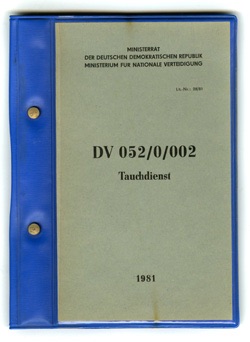 MINISTERRAT
DER DEUTSCHEN DEMOKRATISCHEN REPUBLIK
MINISTERIUM FÜR NATIONALE VERTEIDIGUNG
DV 052/0/002
Tauchdienst
1981